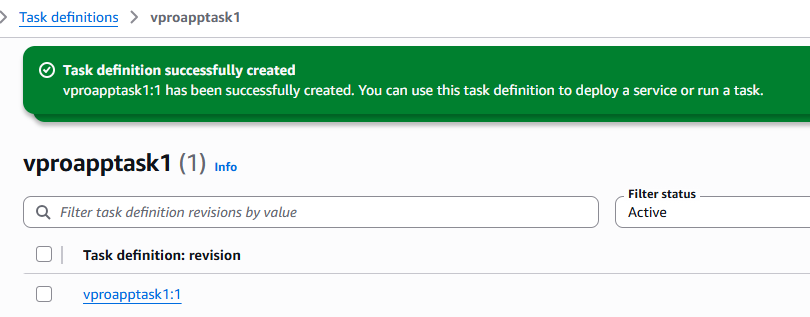 Task definitions > vproapptask1
Task definition successfully created
vproapptask1:1 has been successfully created. You can use this task definition to deploy a service or run a task.
vproapptask1 (1) Info
Filter status
Filter task definition revisions by value
Active
Task definition: revision
vproapptask1:1